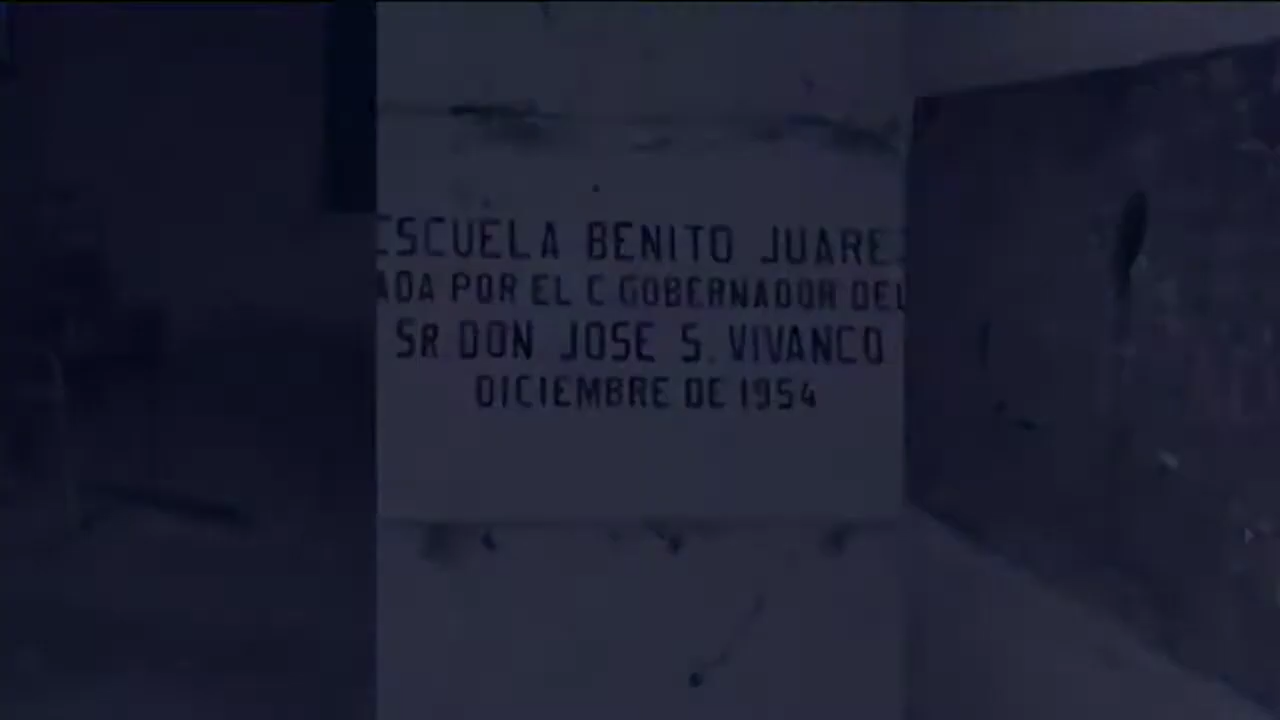 ESCUELA BENITO JUARE
ADA POR EL C GOBERNADOR DEL
SR DON JOSE S. VIVANCO
DICIEMBRE DE 1954